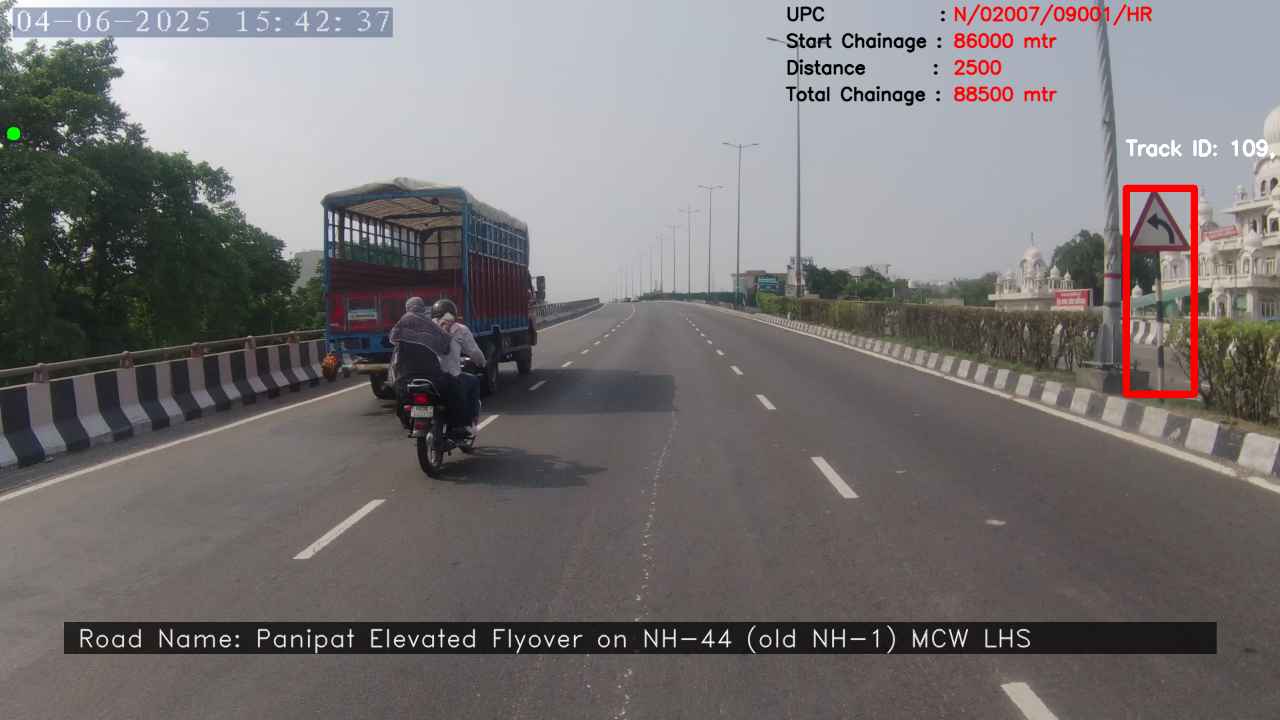 04-06-2025 15:42:37
UPC : N/02007/09001/HR
Start Chainage : 86000 mtr
Distance : 2500
Total Chainage : 88500 mtr
Track ID: 109,
Road Name: Panipat Elevated Flyover on NH-44 (old NH-1) MCW LHS